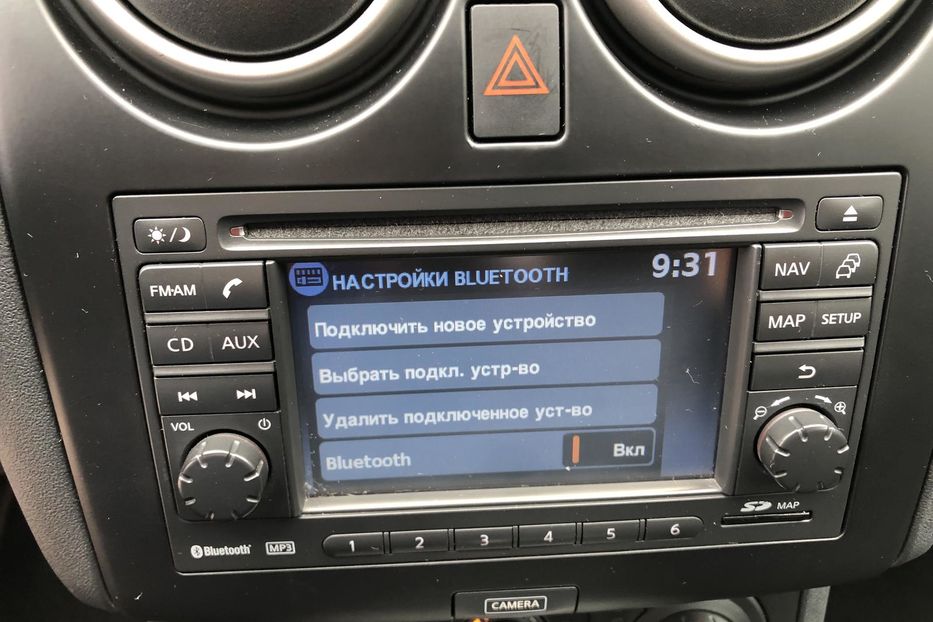 FM·AM
CD
AUX
VOL
НАСТРОЙКИ BLUETOOTH
9:31
Подключить новое устройство
Выбрать подкл. устр-во
Удалить подключенное уст-во
Bluetooth
Вкл
NAV
MAP
SETUP
SD MAP
Bluetooth
MP3
1 2 3 4 5 6
CAMERA